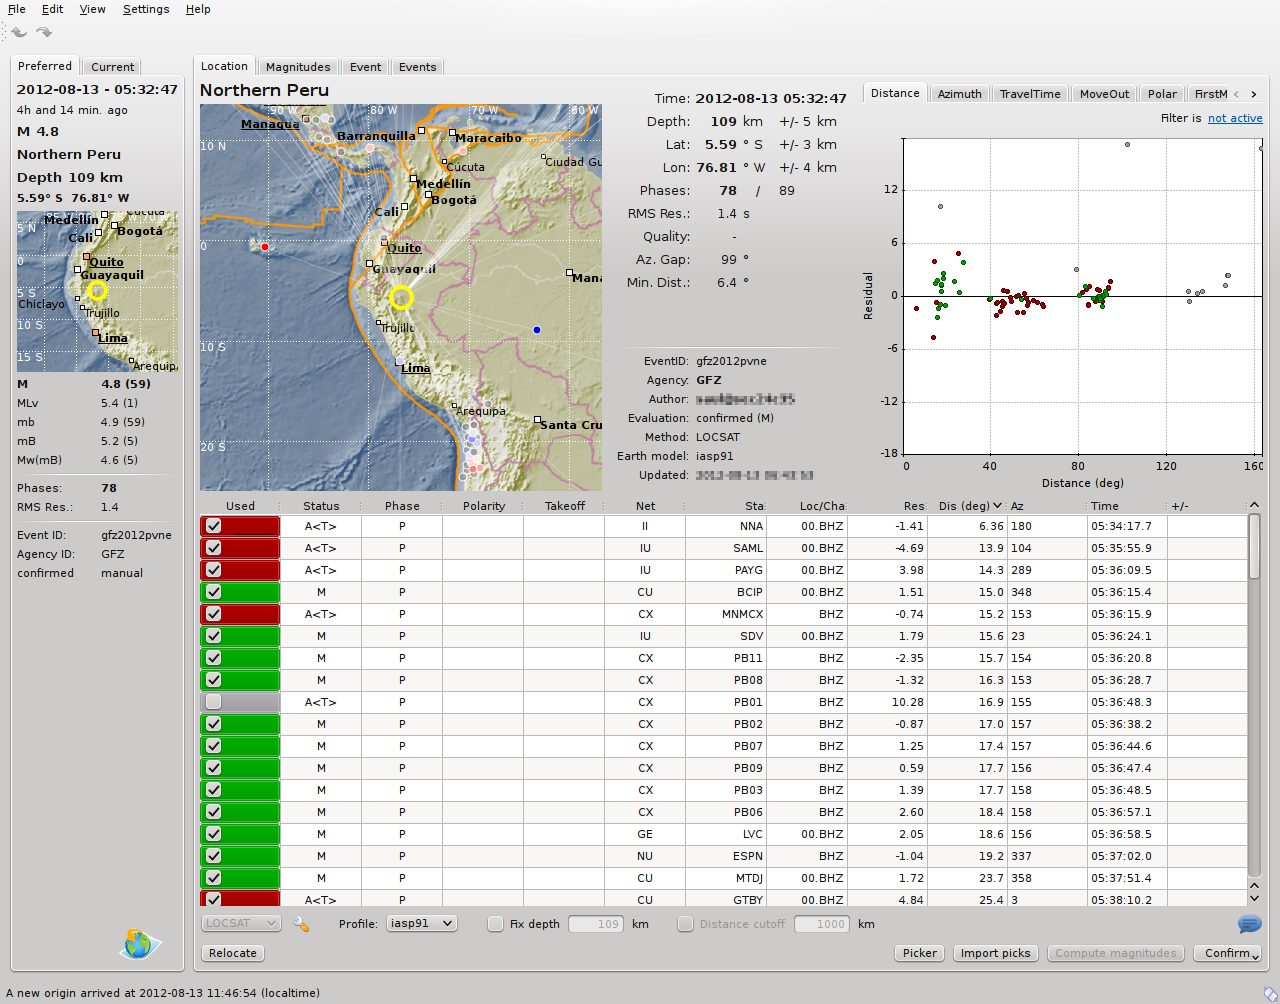 File Edit View Settings Help
Preferred Current
2012-08-13 - 05:32:47
4h and 14 min. ago
M 4.8
Northern Peru
Depth 109 km
5.59° S 76.81° W
Medellín
Bogotá
5 N
Cali
0
Quito
Guayaquil
5 S
Chiclayo
Trujillo
10 S
Lima
15 S
Arequip
M 4.8 (59)
MLv 5.4 (1)
mb 4.9 (59)
mB 5.2 (5)
Mw(mB) 4.6 (5)
Phases: 78
RMS Res.: 1.4
Event ID: gfz2012pvne
Agency ID: GFZ
confirmed manual
Location Magnitudes Event Events
Northern Peru
90 W 80 W 70 W 60 W
Managua
Barranquilla Maracaibo
10 N
Cúcuta Ciudad Gu
Medellín
Bogotá
Cali
0
Quito
Guayaquil
Mana
Trujillo
10 S
Lima
Arequipa
Santa Cru
20 S
Time: 2012-08-13 05:32:47
Depth: 109 km +/- 5 km
Lat: 5.59 ° S +/- 3 km
Lon: 76.81 ° W +/- 4 km
Phases: 78 / 89
RMS Res.: 1.4 s
Quality: -
Az. Gap: 99 °
Min. Dist.: 6.4 °
EventID: gfz2012pvne
Agency: GFZ
Author:
Evaluation: confirmed (M)
Method: LOCSAT
Earth model: iasp91
Updated:
Distance Azimuth TravelTime MoveOut Polar FirstM
Filter is not active
Residual
12
6
0
-6
-12
-18
0 40 80 120 160
Distance (deg)
Used Status Phase Polarity Takeoff Net Sta Loc/Cha Res Dis (deg) Az Time +/-
A<T> P II NNA 00.BHZ -1.41 6.36 180 05:34:17.7
A<T> P IU SAML 00.BHZ -4.69 13.9 104 05:35:55.9
A<T> P IU PAYG 00.BHZ 3.98 14.3 289 05:36:09.5
M P CU BCIP 00.BHZ 1.51 15.0 348 05:36:15.4
A<T> P CX MNMCX BHZ -0.74 15.2 153 05:36:15.9
M P IU SDV 00.BHZ 1.79 15.6 23 05:36:24.1
M P CX PB11 BHZ -2.35 15.7 154 05:36:20.8
M P CX PB08 BHZ -1.32 16.3 153 05:36:28.7
A<T> P CX PB01 BHZ 10.28 16.9 155 05:36:48.3
M P CX PB02 BHZ -0.87 17.0 157 05:36:38.2
M P CX PB07 BHZ 1.25 17.4 157 05:36:44.6
M P CX PB09 BHZ 0.59 17.7 156 05:36:47.4
M P CX PB03 BHZ 1.39 17.7 158 05:36:48.5
M P CX PB06 BHZ 2.60 18.4 158 05:36:57.1
M P GE LVC 00.BHZ 2.05 18.6 156 05:36:58.5
M P NU ESPN BHZ -1.04 19.2 337 05:37:02.0
M P CU MTDJ 00.BHZ 1.72 23.7 358 05:37:51.4
A<T> P CU GTBY 00.BHZ 4.84 25.4 3 05:38:10.2
LOCSAT Profile: iasp91 Fix depth 109 km Distance cutoff 1000 km
Relocate Picker Import picks Compute magnitudes Confirm
A new origin arrived at 2012-08-13 11:46:54 (localtime)